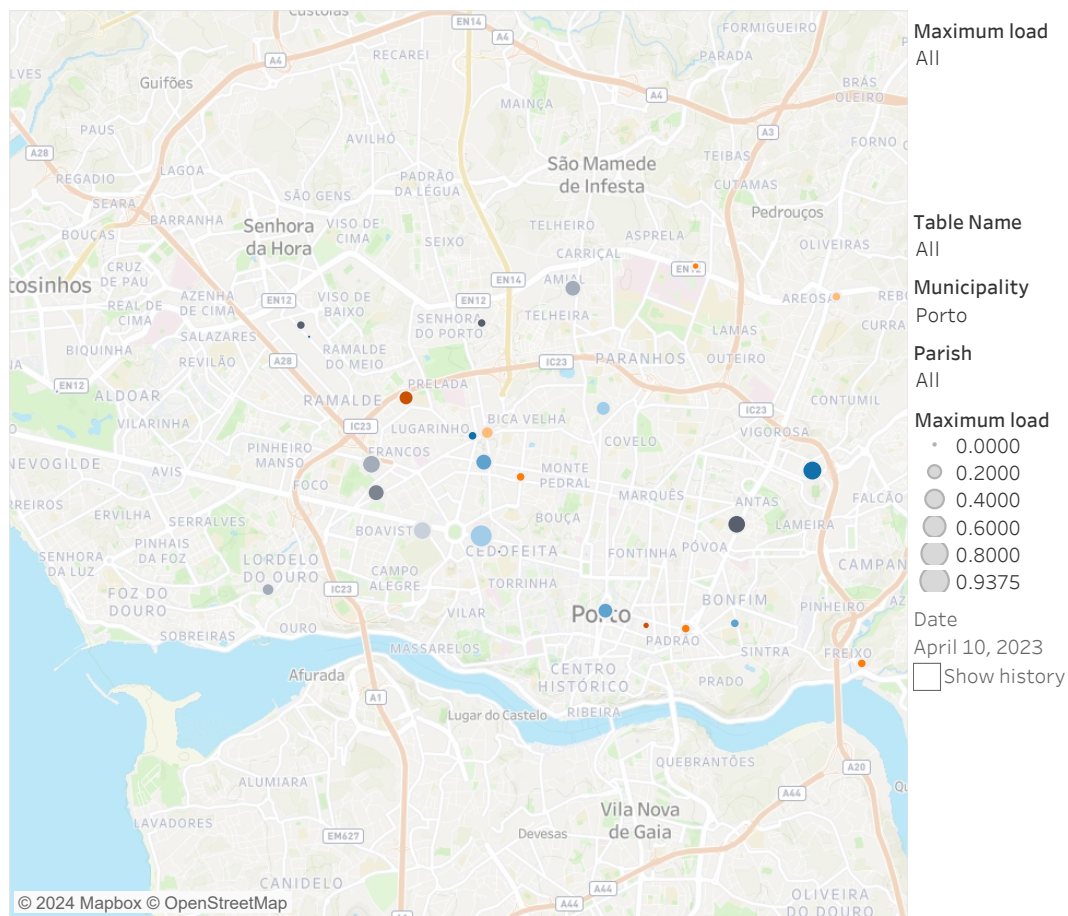 Custóias
EN14
FORMIGUEIRO
A4
RECAREI
A4
PARADA
LVES
Guifões
A4
BRÁS
OLEIRO
MAINÇA
PAUS
AVILHÓ
A3
FORNO
A28
TEIBAS
REGADIO
LAGOA
São Mamede
de Infesta
PADRÃO
DA LÉGUA
CUTAMAS
SEARA
SÃO GENS
BARRANHA
Senhora
da Hora
VISO DE
CIMA
TELHEIRO
Pedrouços
BOUÇAS
SEIXO
ASPRELA
OLIVEIRAS
CARRIÇAL
CRUZ
DE PAU
EN14
AMIAL
EN12
tosinhos
REAL DE
CIMA
AZENHA
DE CIMA
EN12
VISO DE
BAIXO
EN12
AREOSA
SENHORA
DO PORTO
TELHEIRA
CURRA
SALAZARES
LAMAS
BIQUINHA
REVILÃO
A28
RAMALDE
DO MEIO
IC23
PARANHOS
OUTEIRO
EN12
PRELADA
ALDOAR
RAMALDE
CONTUMIL
VILARINHA
IC23
LUGARINHO
BICA VELHA
IC23
VIGOROSA
NEVOGILDE
PINHEIRO
MANSO
FRANCOS
COVELO
AVIS
MONTE
PEDRAL
FOCO
MARQUÊS
ANTAS
FALCÃO
RREIROS
ERVILHA
SERRALVES
BOUÇA
LAMEIRA
BOAVIST
PINHAIS
DA FOZ
PÓVOA
SENHORA
DA LUZ
LORDELO
DO OURO
CEDOFEITA
FONTINHA
CAMPAN
FOZ DO
DOURO
IC23
CAMPO
ALEGRE
TORRINHA
BONFIM
PINHEIRO
AZ
VILAR
Porto
OURO
SOBREIRAS
MASSARELOS
PADRÃO
SINTRA
FREIXO
Afurada
CENTRO
HISTÓRICO
PRADO
A1
Lugar do Castelo
RIBEIRA
QUEBRANTÕES
A20
ALUMIARA
A44
LAVADORES
Vila Nova
de Gaia
EM627
Devesas
CANIDELO
A44
A44
OLIVEIRA
DO DOURO
© 2024 Mapbox © OpenStreetMap
Maximum load
All
Table Name
All
Municipality
Porto
Parish
All
Maximum load
0.0000
0.2000
0.4000
0.6000
0.8000
0.9375
Date
April 10, 2023
Show history